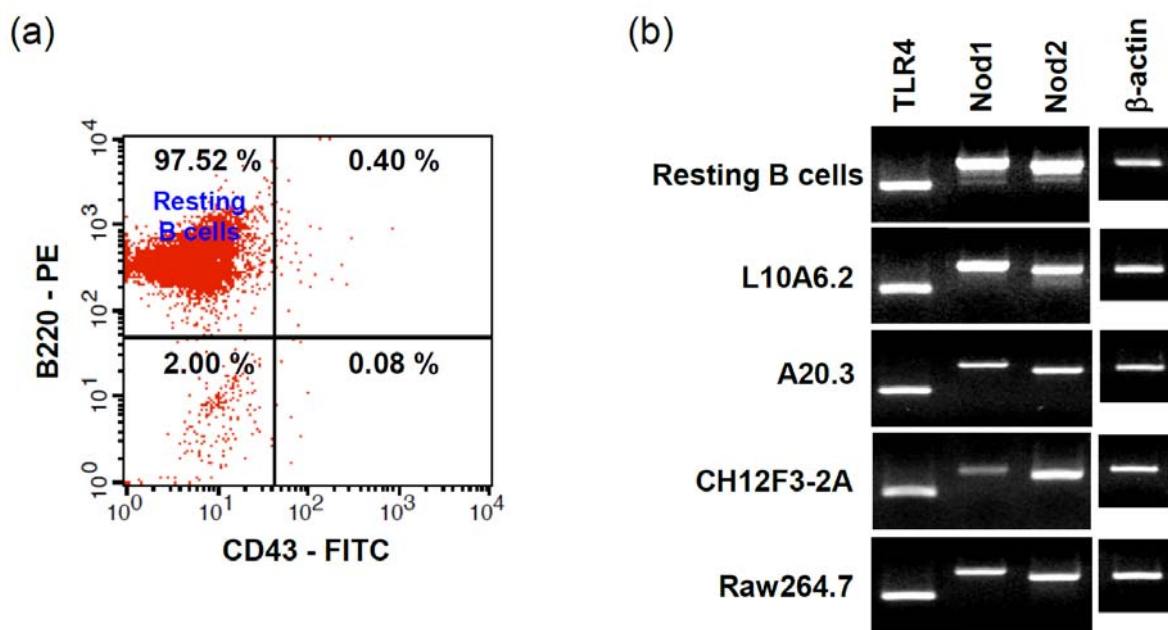 (a)
97.52 %
0.40 %
Resting
B cells
2.00 %
0.08 %
10⁴
10³
10²
10¹
10⁰
B220 - PE
10⁰ 10¹ 10² 10³ 10⁴
CD43 - FITC
(b)
TLR4 Nod1 Nod2 β-actin
Resting B cells
L10A6.2
A20.3
CH12F3-2A
Raw264.7